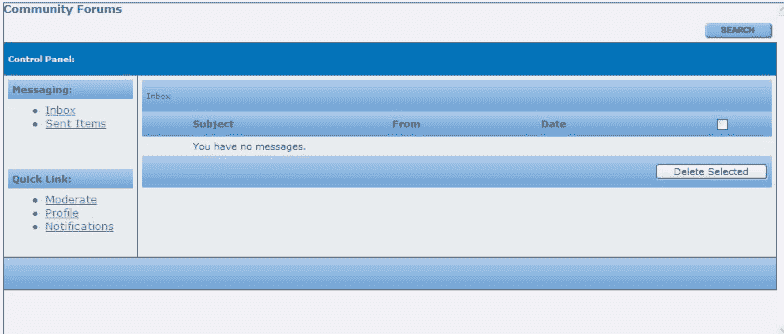 Community Forums
SEARCH
Control Panel:
Messaging:
Inbox
Sent Items
Quick Link:
Moderate
Profile
Notifications
Inbox
Subject From Date
You have no messages.
Delete Selected